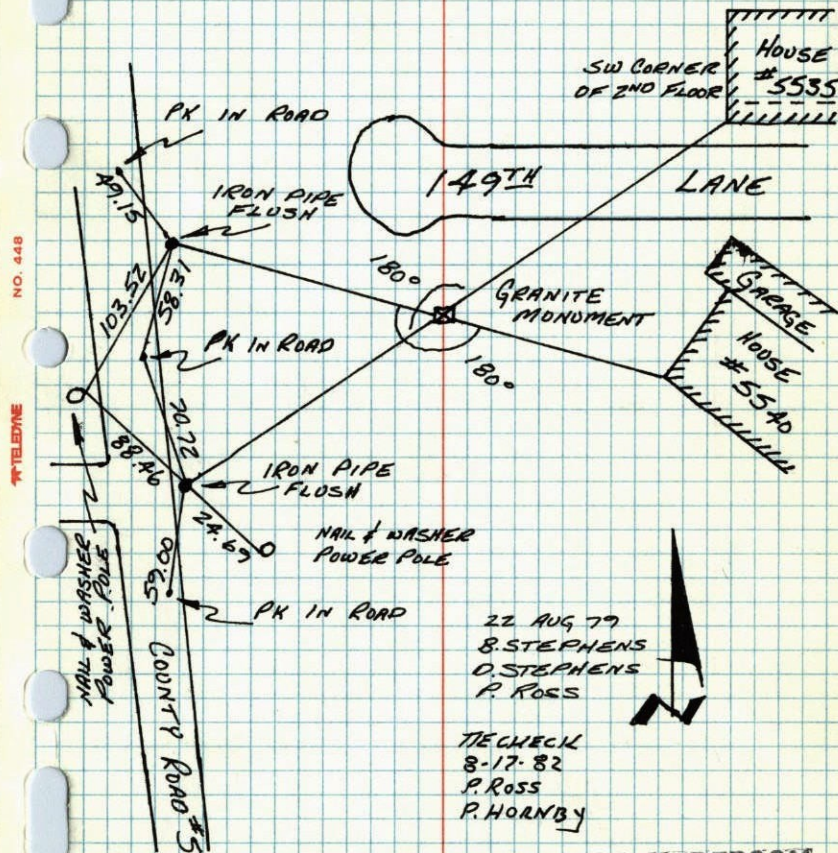 HOUSE
#5535
SW CORNER
OF 2ND FLOOR
PK IN ROAD
149TH LANE
49.15
IRON PIPE
FLUSH
103.52
58.31
180°
GRANITE
MONUMENT
GARAGE
HOUSE
#5540
PK IN ROAD
180°
70.72
88.46
IRON PIPE
FLUSH
24.69
NAIL & WASHER
POWER POLE
NAIL & WASHER
POWER POLE
59.00
PK IN ROAD
COUNTY ROAD #5
22 AUG 79
B. STEPHENS
D. STEPHENS
P. ROSS
N
TIE CHECK
8-17-82
P. ROSS
P. HORNBY
NO. 448
TELEDYNE